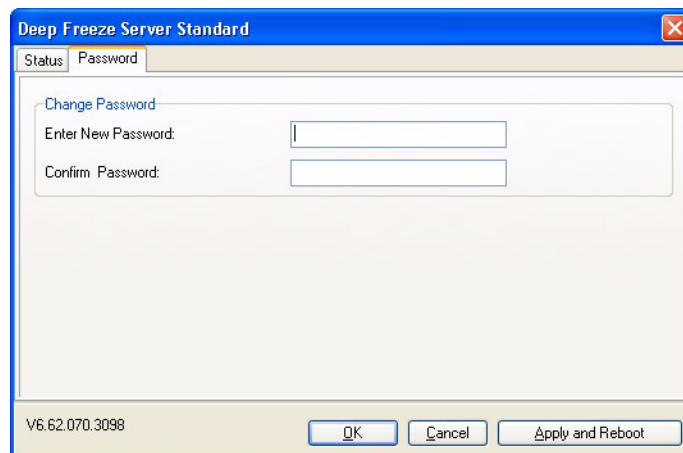 Deep Freeze Server Standard
Status Password
Change Password
Enter New Password:
Confirm Password:
V6.62.070.3098
OK Cancel Apply and Reboot